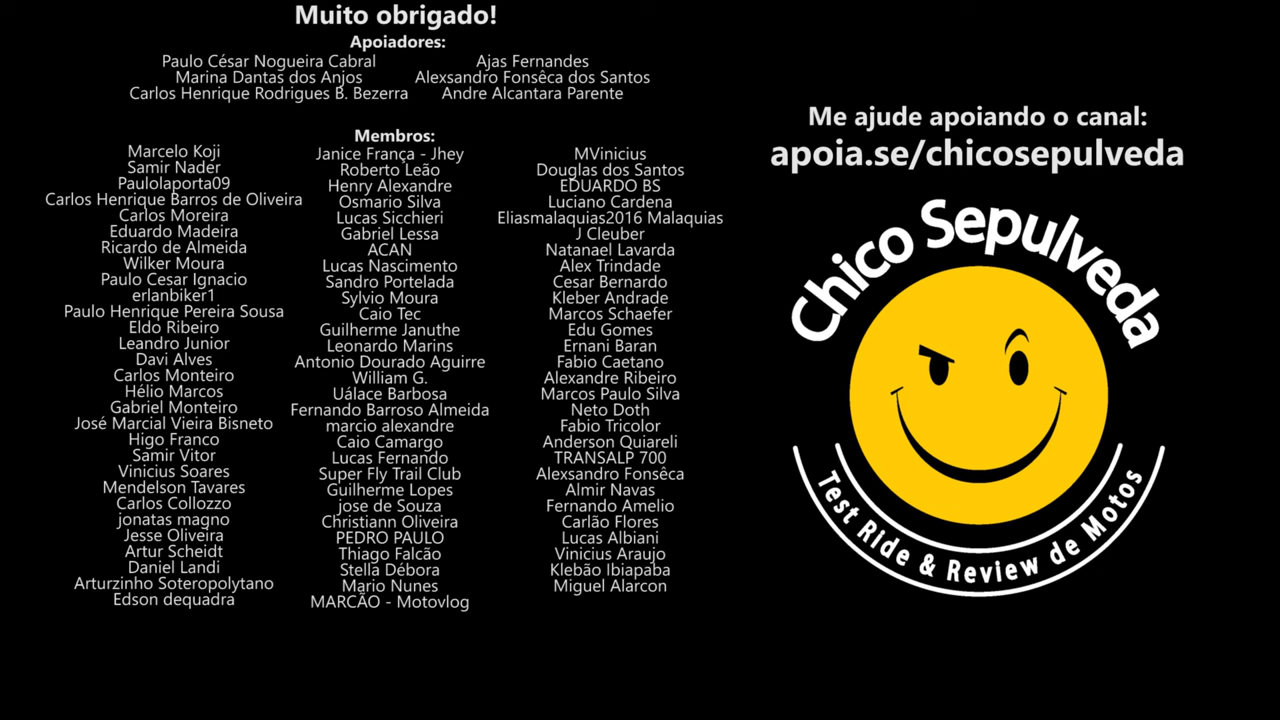 Muito obrigado!
Apoiadores:
Paulo César Nogueira Cabral
Marina Dantas dos Anjos
Carlos Henrique Rodrigues B. Bezerra
Ajas Fernandes
Alexsandro Fonsêca dos Santos
Andre Alcantara Parente
Membros:
Marcelo Koji
Samir Nader
Paulolaporta09
Carlos Henrique Barros de Oliveira
Carlos Moreira
Eduardo Madeira
Ricardo de Almeida
Wilker Moura
Paulo Cesar Ignacio
erlanbiker1
Paulo Henrique Pereira Sousa
Eldo Ribeiro
Leandro Junior
Davi Alves
Carlos Monteiro
Hélio Marcos
Gabriel Monteiro
José Marcial Vieira Bisneto
Higo Franco
Samir Vitor
Vinicius Soares
Mendelson Tavares
Carlos Collozzo
jonatas magno
Jesse Oliveira
Artur Scheidt
Daniel Landi
Arturzinho Soteropolytano
Edson dequadra
Janice França - Jhey
Roberto Leão
Henry Alexandre
Osmario Silva
Lucas Sicchieri
Gabriel Lessa
ACAN
Lucas Nascimento
Sandro Portelada
Sylvio Moura
Caio Tec
Guilherme Januthe
Leonardo Marins
Antonio Dourado Aguirre
William G.
Uálace Barbosa
Fernando Barroso Almeida
marcio alexandre
Caio Camargo
Lucas Fernando
Super Fly Trail Club
Guilherme Lopes
jose de Souza
Christiann Oliveira
PEDRO PAULO
Thiago Falcão
Stella Débora
Mario Nunes
MARCÃO - Motovlog
MVinicius
Douglas dos Santos
EDUARDO BS
Luciano Cardena
Eliasmalaquias2016 Malaquias
J Cleuber
Natanael Lavarda
Alex Trindade
Cesar Bernardo
Kleber Andrade
Marcos Schaefer
Edu Gomes
Ernani Baran
Fabio Caetano
Alexandre Ribeiro
Marcos Paulo Silva
Neto Doth
Fabio Tricolor
Anderson Quiareli
TRANSALP 700
Alexsandro Fonsêca
Almir Navas
Fernando Amelio
Carlão Flores
Lucas Albiani
Vinicius Araujo
Klebão Ibiapaba
Miguel Alarcon
Me ajude apoiando o canal:
apoia.se/chicosepulveda
Chico Sepulveda
Test Ride & Review de Motos